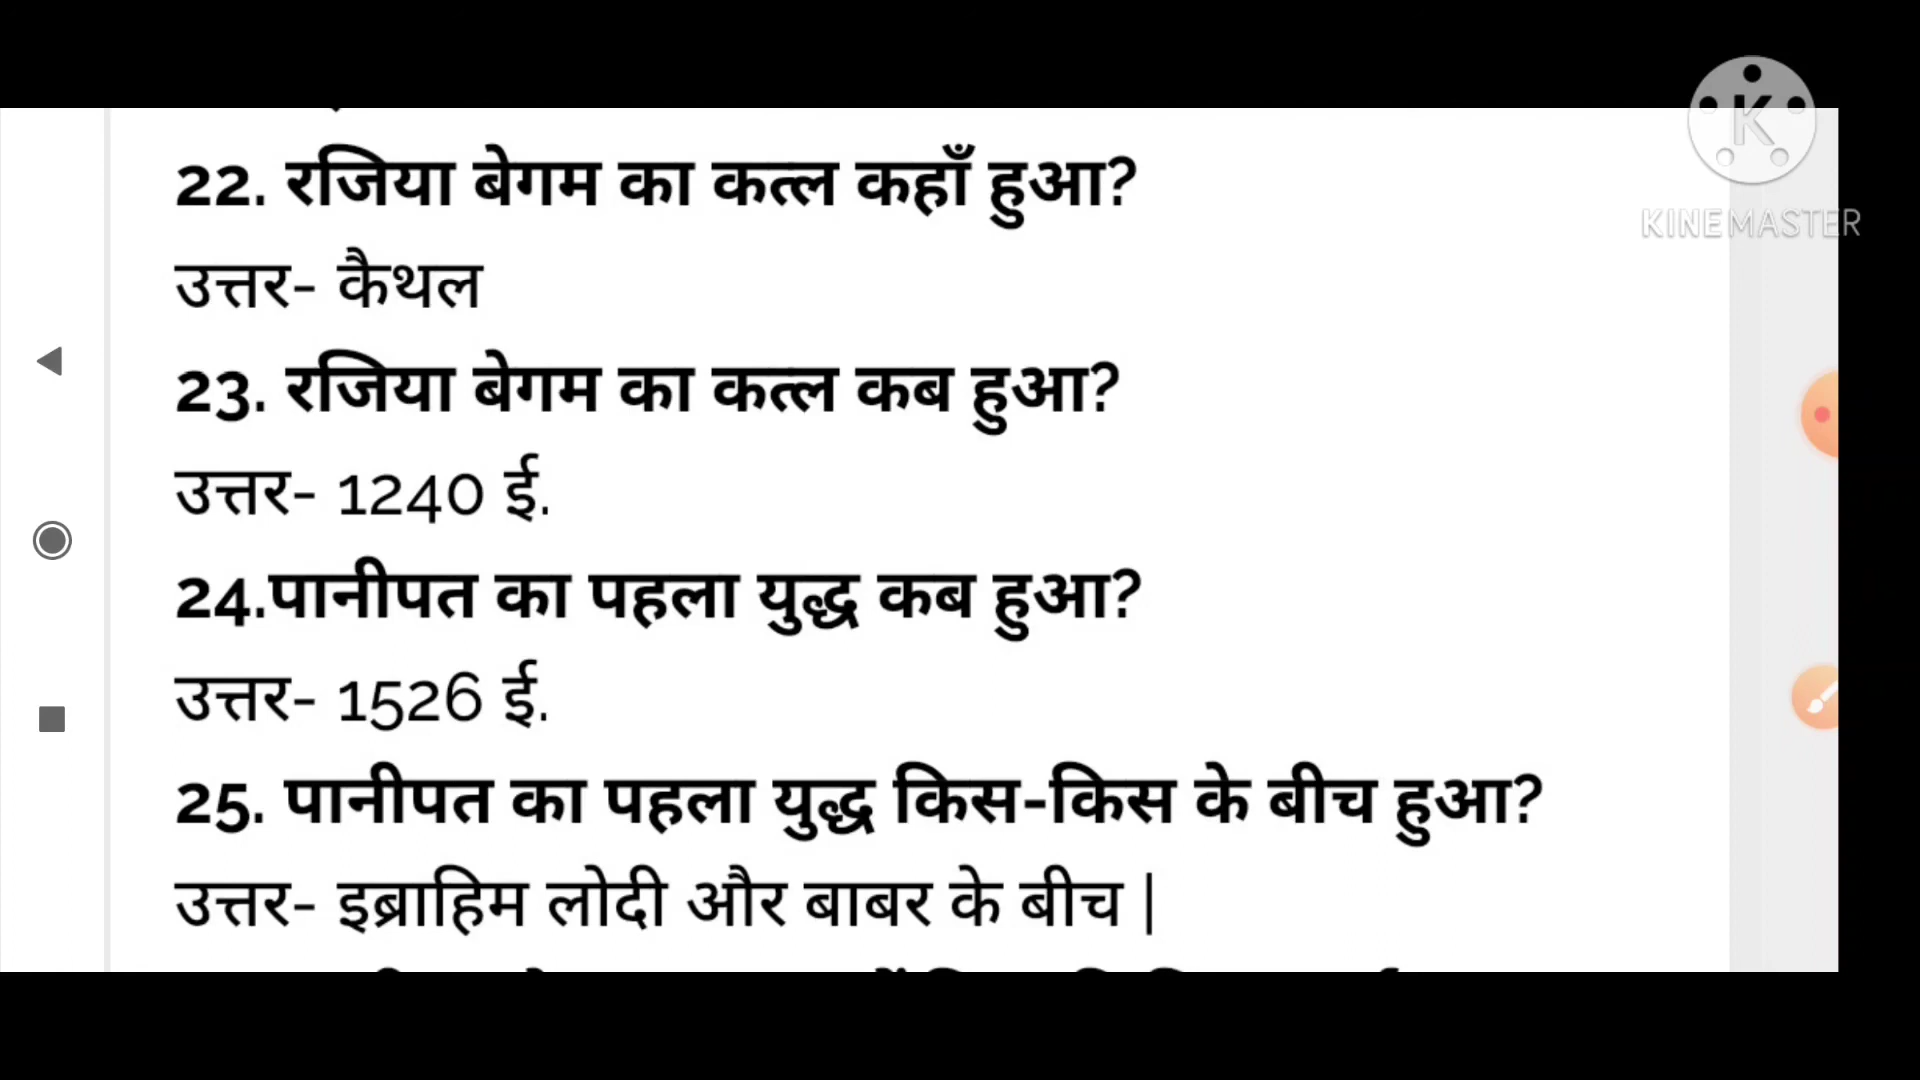 22. रजिया बेगम का कत्ल कहाँ हुआ?
उत्तर- कैथल
23. रजिया बेगम का कत्ल कब हुआ?
उत्तर- 1240 ई.
24.पानीपत का पहला युद्ध कब हुआ?
उत्तर- 1526 ई.
25. पानीपत का पहला युद्ध किस-किस के बीच हुआ?
उत्तर- इब्राहिम लोदी और बाबर के बीच |
K
KINEMASTER